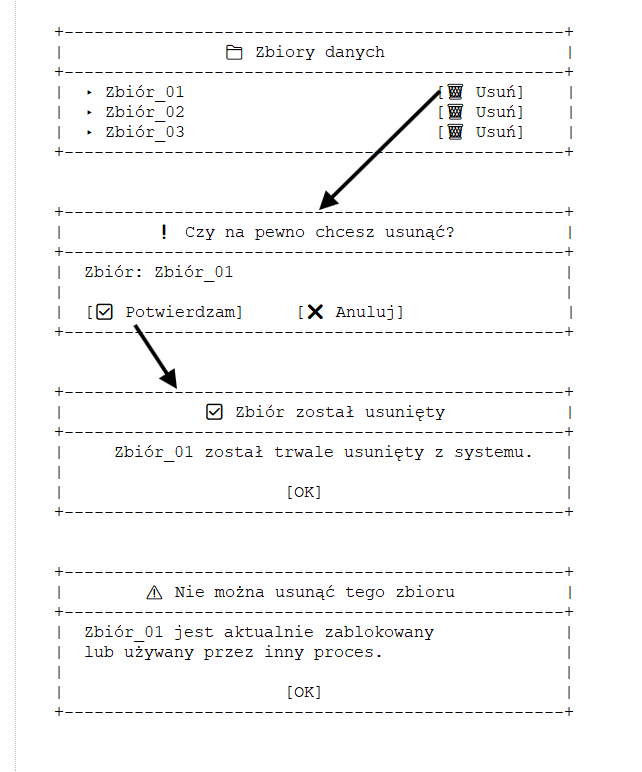 +--------------------------------------------------+
| 🗀 Zbiory danych |
+--------------------------------------------------+
| ‣ Zbiór_01 [🗑 Usuń] |
| ‣ Zbiór_02 [🗑 Usuń] |
| ‣ Zbiór_03 [🗑 Usuń] |
+--------------------------------------------------+
+--------------------------------------------------+
| ❗ Czy na pewno chcesz usunąć? |
+--------------------------------------------------+
| Zbiór: Zbiór_01 |
| |
| [☑ Potwierdzam] [❌ Anuluj] |
+--------------------------------------------------+
+--------------------------------------------------+
| ☑ Zbiór został usunięty |
+--------------------------------------------------+
| Zbiór_01 został trwale usunięty z systemu. |
| |
| [OK] |
+--------------------------------------------------+
+--------------------------------------------------+
| ⚠ Nie można usunąć tego zbioru |
+--------------------------------------------------+
| Zbiór_01 jest aktualnie zablokowany |
| lub używany przez inny proces. |
| |
| [OK] |
+--------------------------------------------------+